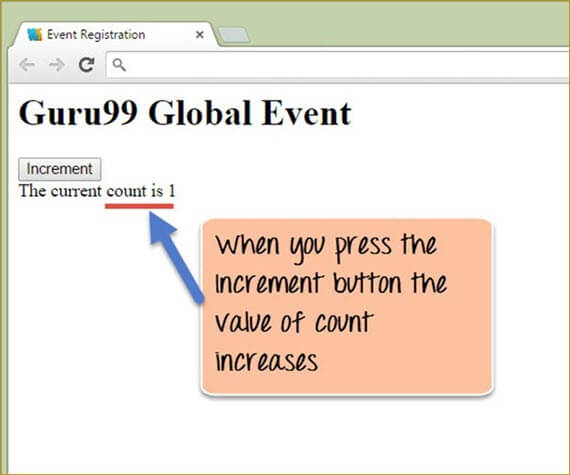 Event Registration
Guru99 Global Event
Increment
The current count is 1
When you press the
Increment button the
value of count
increases